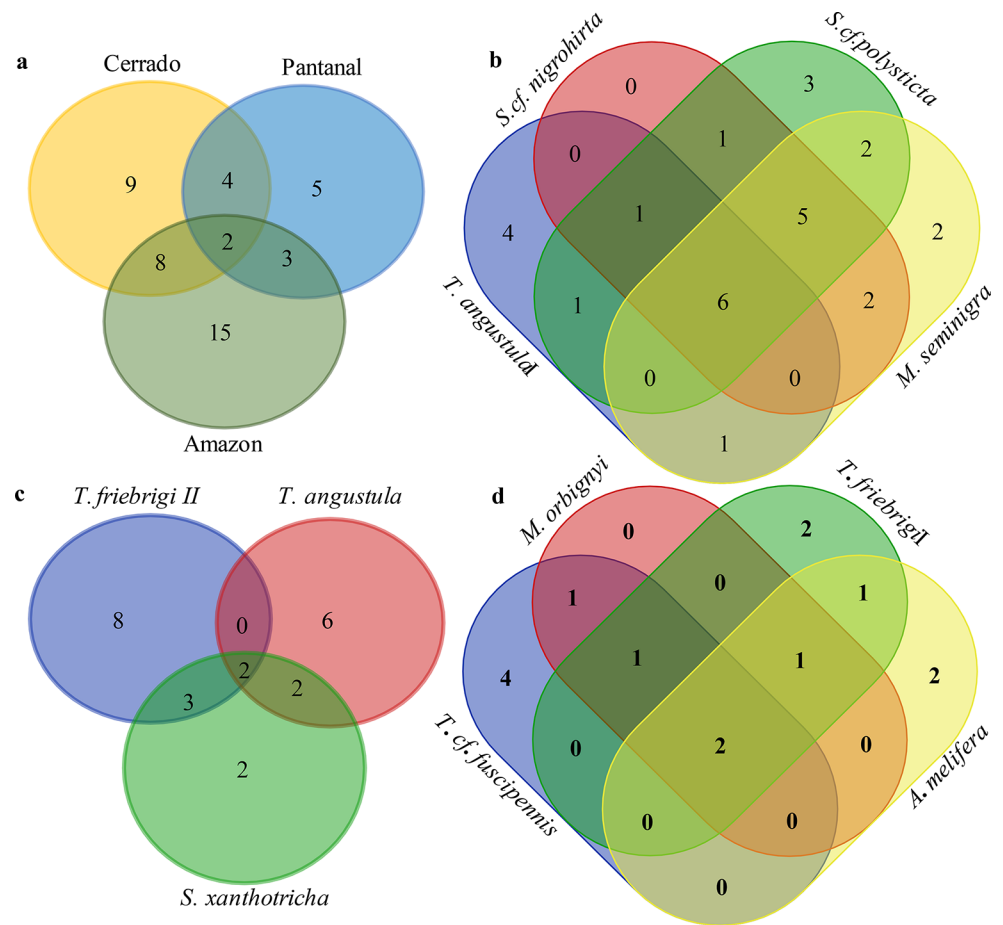 a
Cerrado
Pantanal
9
4
5
2
8
3
15
Amazon
b
S.cf. nigrohirta
S.cf.polysticta
0
3
0
1
2
4
1
5
2
1
6
2
0
0
1
T. angustulaI
M. seminigra
c
T. friebrigi II
T. angustula
8
0
6
2
3
2
2
S. xanthotricha
d
M. orbignyi
T. friebrigiI
0
2
1
0
1
4
1
1
2
0
2
0
0
0
0
T. cf. fuscipennis
A. melifera